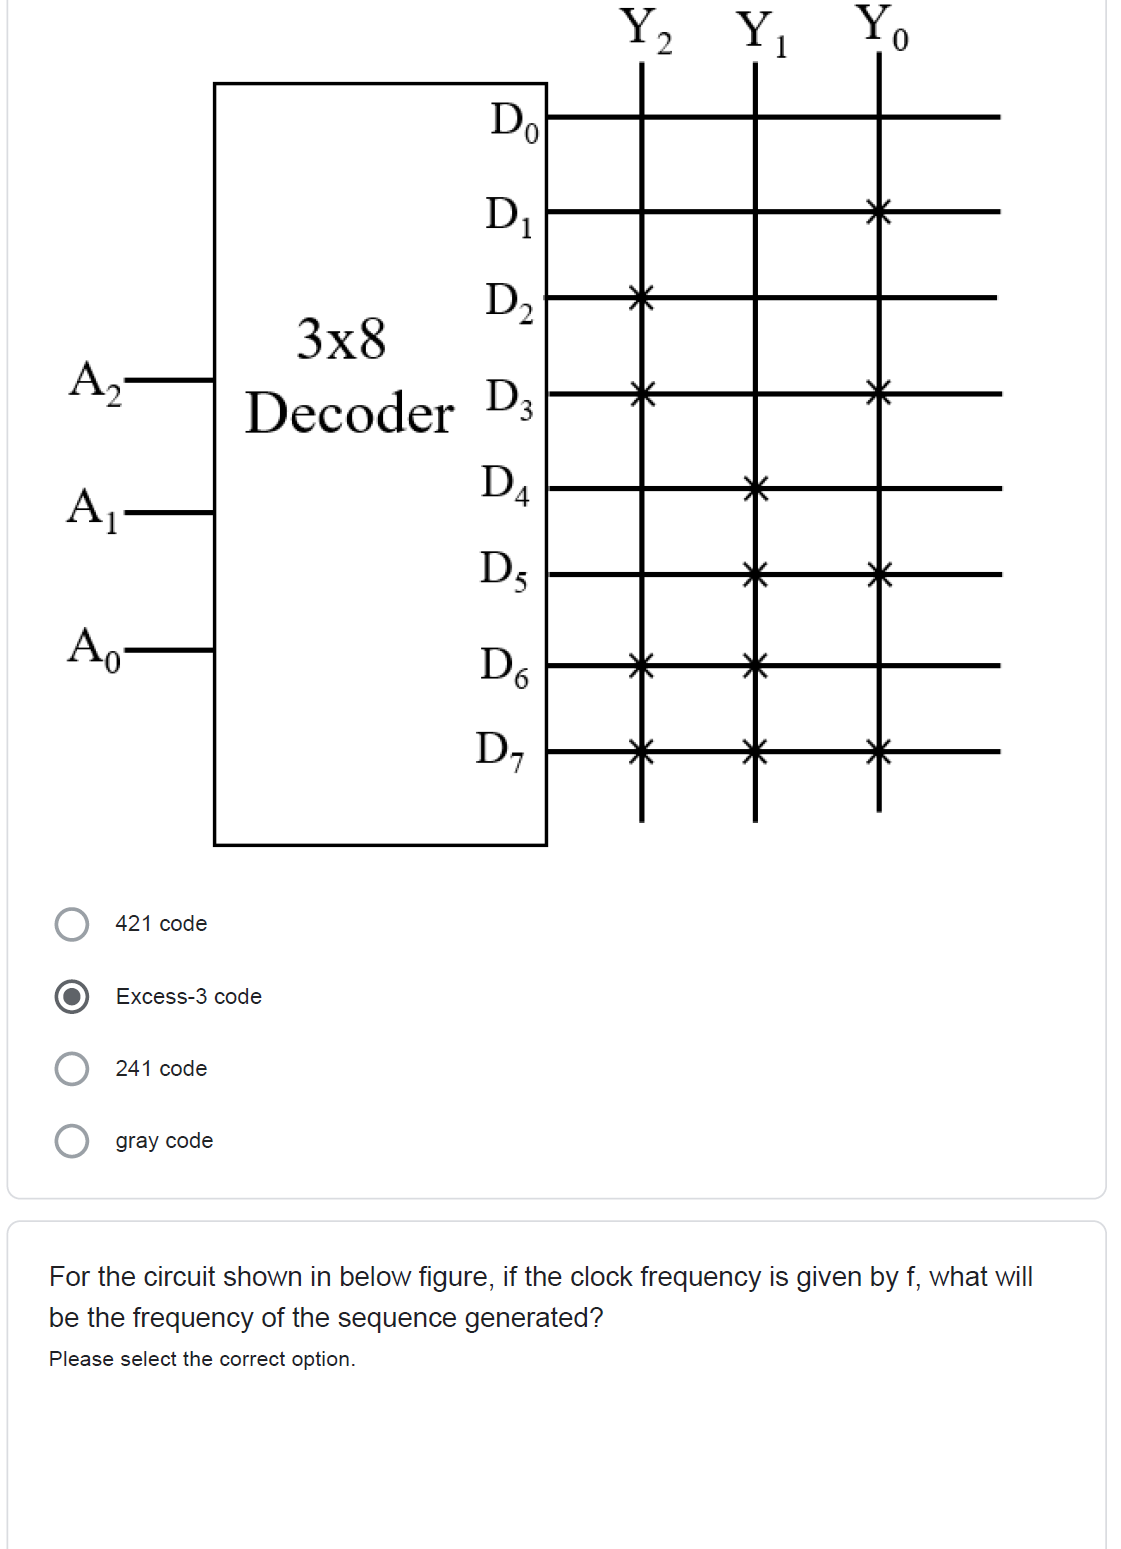 Y₂ Y₁ Y₀
D₀
D₁
D₂
3x8
A₂
Decoder D₃
D₄
A₁
D₅
A₀
D₆
D₇
421 code
Excess-3 code
241 code
gray code
For the circuit shown in below figure, if the clock frequency is given by f, what will
be the frequency of the sequence generated?
Please select the correct option.